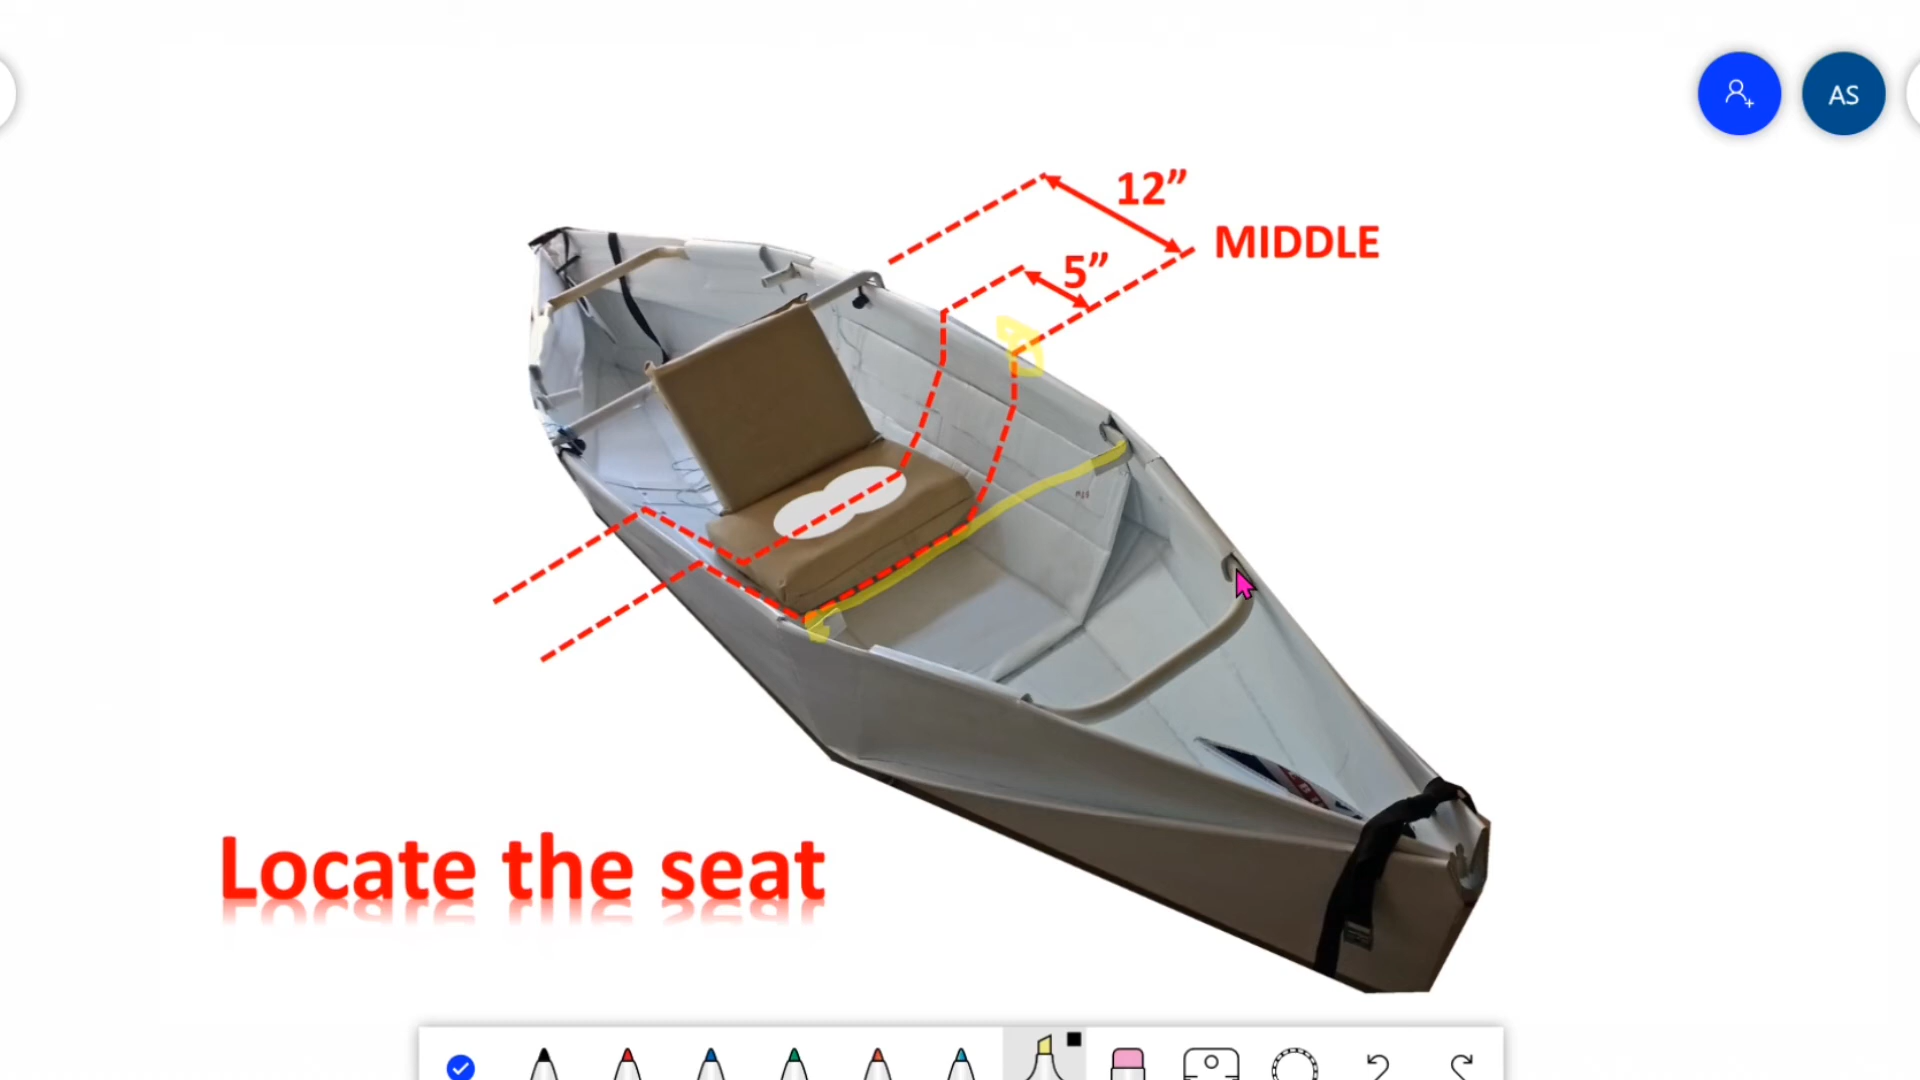 AS
12”
MIDDLE
5”
Locate the seat